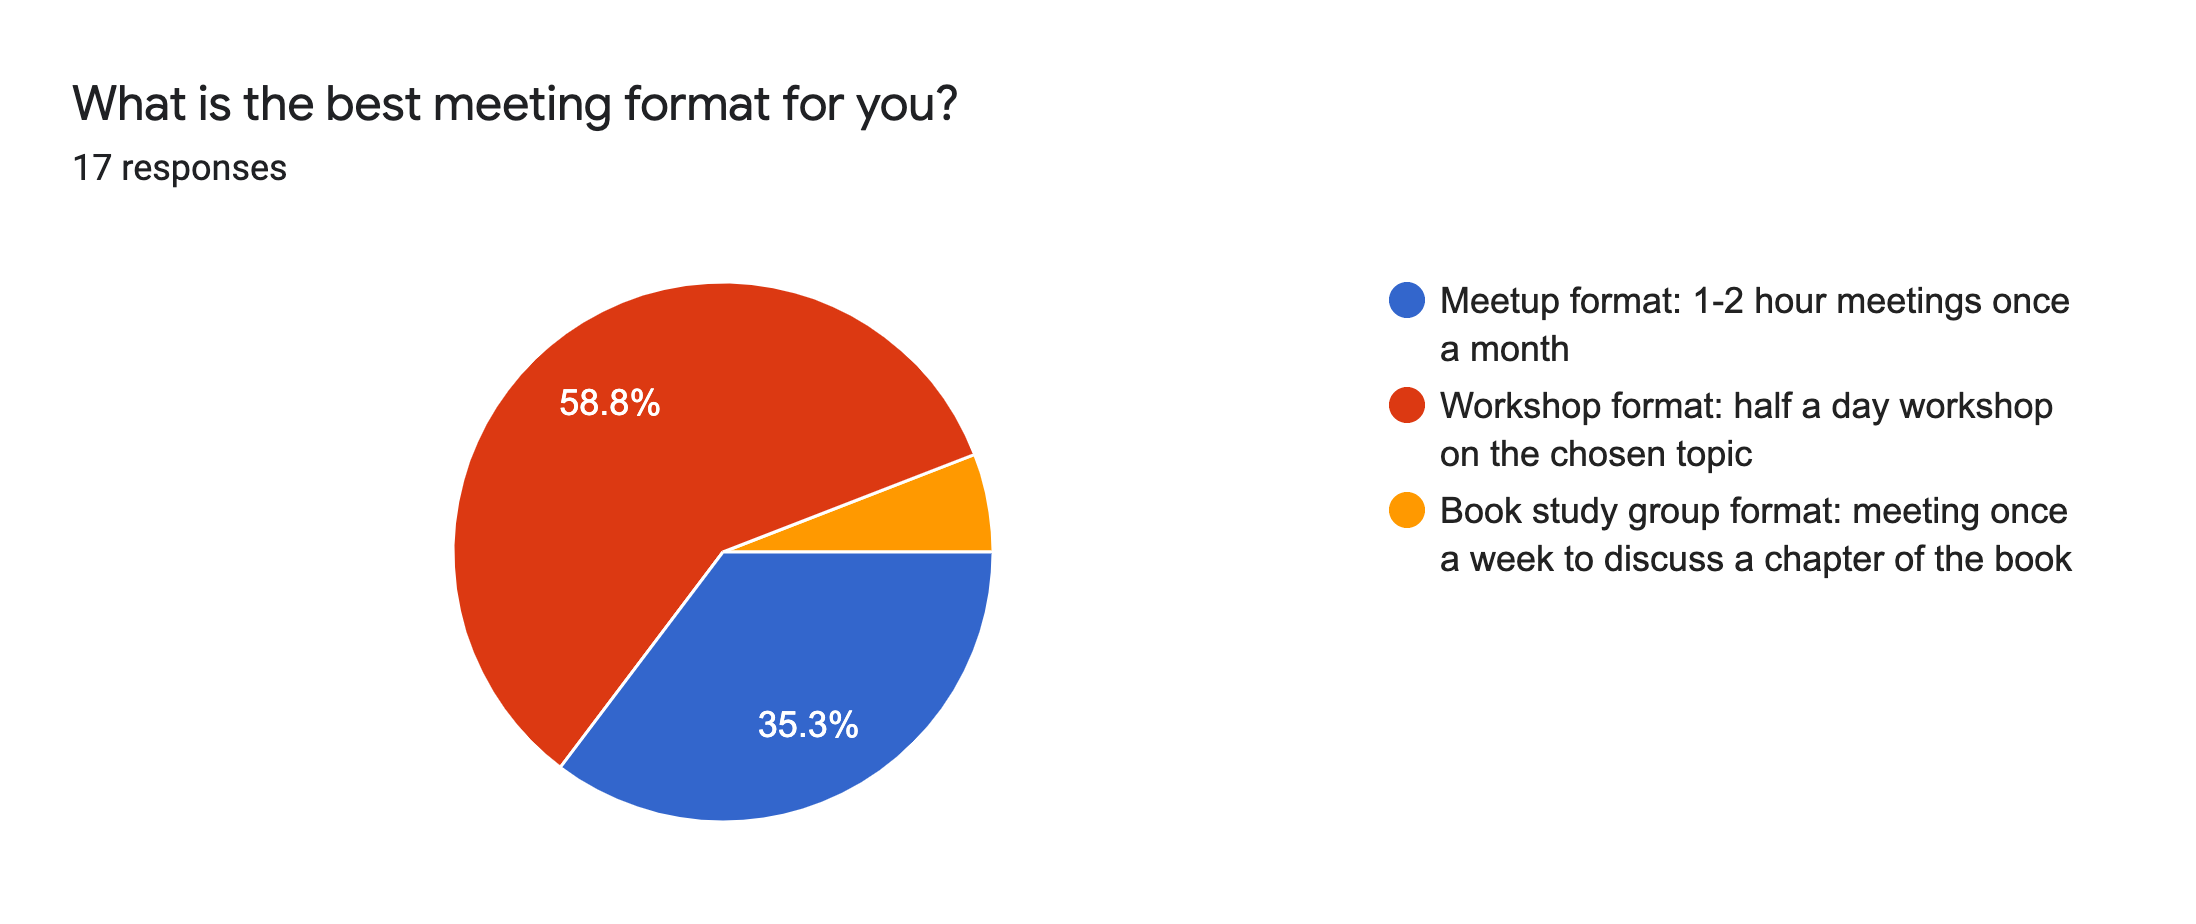 What is the best meeting format for you?
17 responses
58.8%
35.3%
Meetup format: 1-2 hour meetings once
a month
Workshop format: half a day workshop
on the chosen topic
Book study group format: meeting once
a week to discuss a chapter of the book